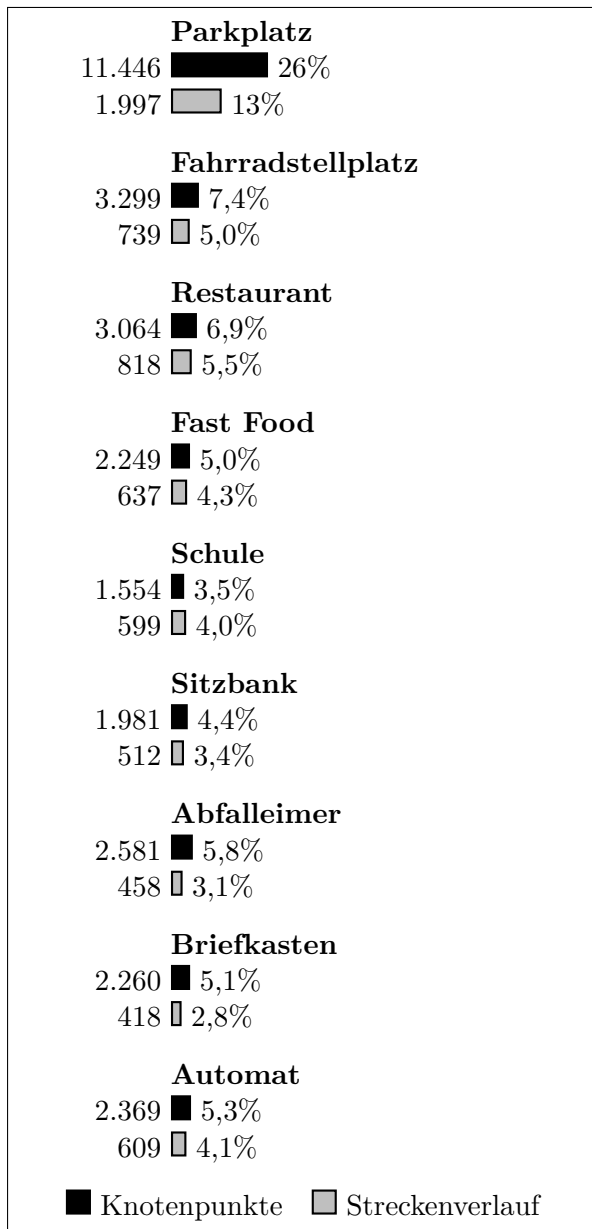 Parkplatz
11.446 26%
1.997 13%
Fahrradstellplatz
3.299 7,4%
739 5,0%
Restaurant
3.064 6,9%
818 5,5%
Fast Food
2.249 5,0%
637 4,3%
Schule
1.554 3,5%
599 4,0%
Sitzbank
1.981 4,4%
512 3,4%
Abfalleimer
2.581 5,8%
458 3,1%
Briefkasten
2.260 5,1%
418 2,8%
Automat
2.369 5,3%
609 4,1%
Knotenpunkte Streckenverlauf